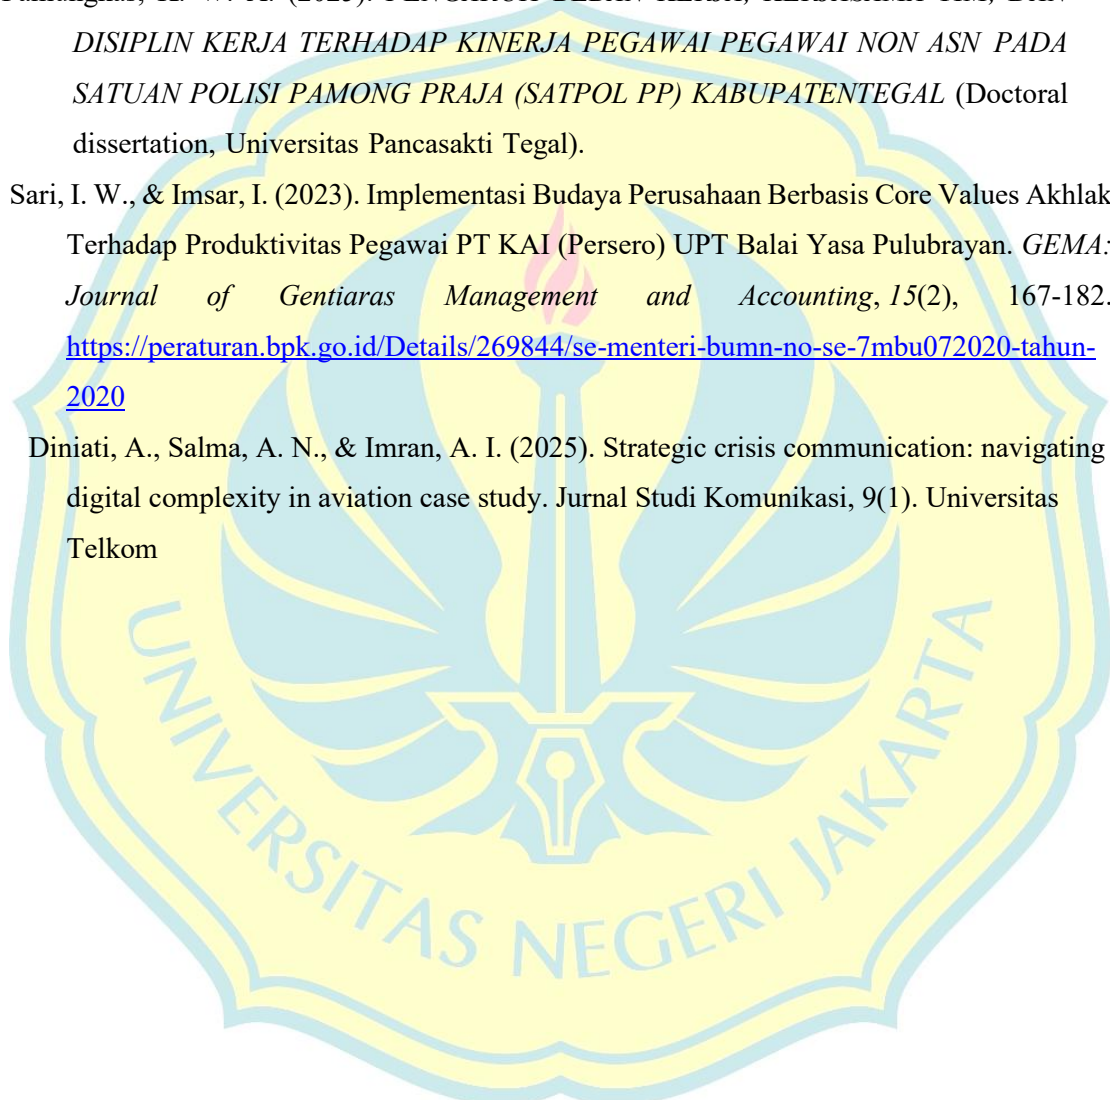 DISIPLIN KERJA TERHADAP KINERJA PEGAWAI PEGAWAI NON ASN PADA
SATUAN POLISI PAMONG PRAJA (SATPOL PP) KABUPATENTEGAL (Doctoral
dissertation, Universitas Pancasakti Tegal).
Sari, I. W., & Imsar, I. (2023). Implementasi Budaya Perusahaan Berbasis Core Values Akhlak
Terhadap Produktivitas Pegawai PT KAI (Persero) UPT Balai Yasa Pulubrayan. GEMA:
Journal of Gentiaras Management and Accounting, 15(2), 167-182.
https://peraturan.bpk.go.id/Details/269844/se-menteri-bumn-no-se-7mbu072020-tahun-
2020
Diniati, A., Salma, A. N., & Imran, A. I. (2025). Strategic crisis communication: navigating
digital complexity in aviation case study. Jurnal Studi Komunikasi, 9(1). Universitas
Telkom
UNIVERSITAS NEGERI JAKARTA